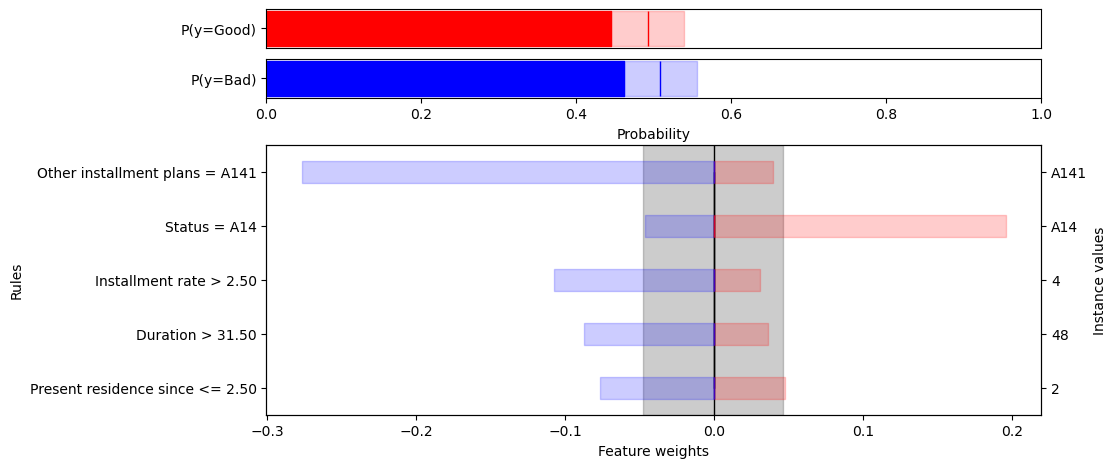 P(y=Good)
P(y=Bad)
0.0 0.2 0.4 0.6 0.8 1.0
Probability
Other installment plans = A141 A141
Status = A14 A14
Installment rate > 2.50 4
Duration > 31.50 48
Present residence since <= 2.50 2
Rules
Instance values
−0.3 −0.2 −0.1 0.0 0.1 0.2
Feature weights